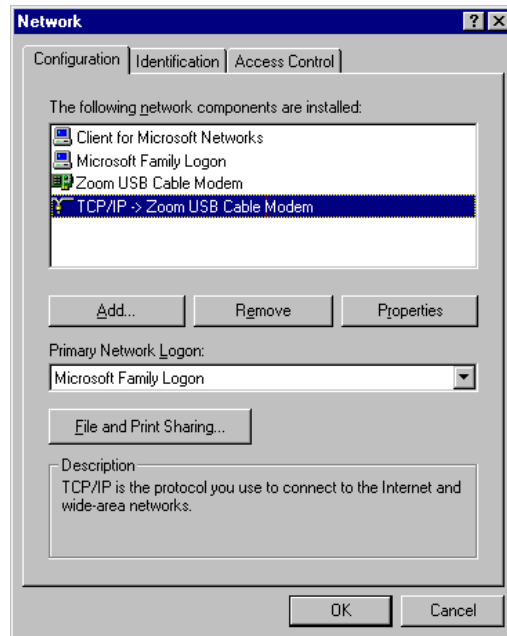 Network
Configuration Identification Access Control
The following network components are installed:
Client for Microsoft Networks
Microsoft Family Logon
Zoom USB Cable Modem
TCP/IP -> Zoom USB Cable Modem
Add... Remove Properties
Primary Network Logon:
Microsoft Family Logon
File and Print Sharing...
Description
TCP/IP is the protocol you use to connect to the Internet and
wide-area networks.
OK Cancel